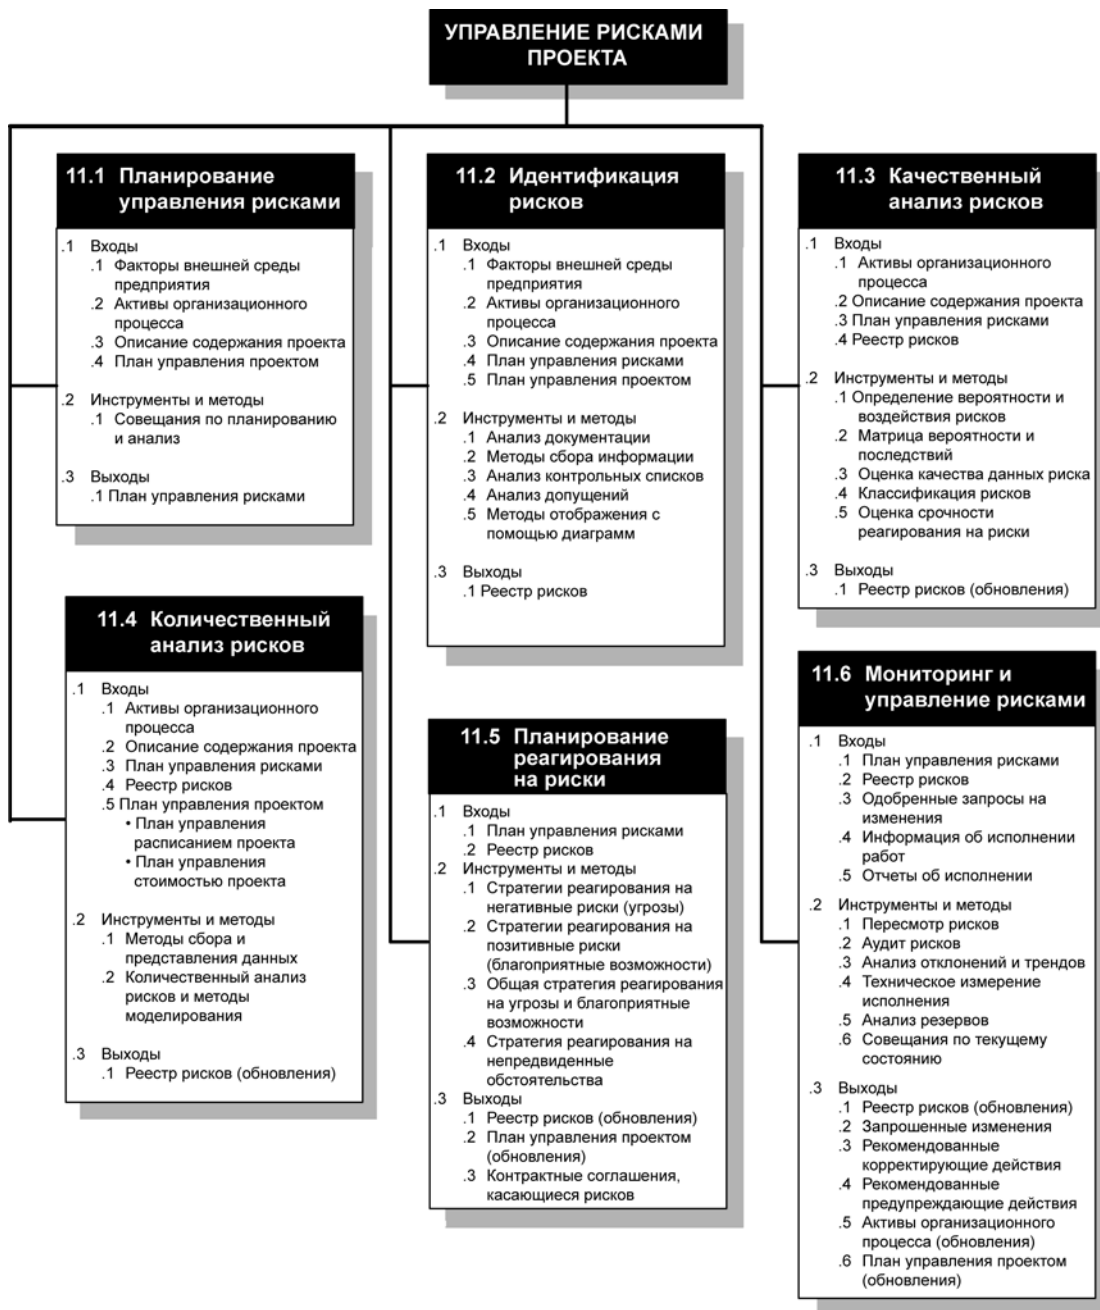 УПРАВЛЕНИЕ РИСКАМИ
ПРОЕКТА
11.1 Планирование
управления рисками
.1 Входы
.1 Факторы внешней среды
предприятия
.2 Активы организационного
процесса
.3 Описание содержания проекта
.4 План управления проектом
.2 Инструменты и методы
.1 Совещания по планированию
и анализ
.3 Выходы
.1 План управления рисками
11.2 Идентификация
рисков
.1 Входы
.1 Факторы внешней среды
предприятия
.2 Активы организационного
процесса
.3 Описание содержания проекта
.4 План управления рисками
.5 План управления проектом
.2 Инструменты и методы
.1 Анализ документации
.2 Методы сбора информации
.3 Анализ контрольных списков
.4 Анализ допущений
.5 Методы отображения с
помощью диаграмм
.3 Выходы
.1 Реестр рисков
11.3 Качественный
анализ рисков
.1 Входы
.1 Активы организационного
процесса
.2 Описание содержания проекта
.3 План управления рисками
.4 Реестр рисков
.2 Инструменты и методы
.1 Определение вероятности и
воздействия рисков
.2 Матрица вероятности и
последствий
.3 Оценка качества данных риска
.4 Классификация рисков
.5 Оценка срочности
реагирования на риски
.3 Выходы
.1 Реестр рисков (обновления)
11.4 Количественный
анализ рисков
.1 Входы
.1 Активы организационного
процесса
.2 Описание содержания проекта
.3 План управления рисками
.4 Реестр рисков
.5 План управления проектом
• План управления
расписанием проекта
• План управления
стоимостью проекта
.2 Инструменты и методы
.1 Методы сбора и
представления данных
.2 Количественный анализ
рисков и методы
моделирования
.3 Выходы
.1 Реестр рисков (обновления)
11.5 Планирование
реагирования
на риски
.1 Входы
.1 План управления рисками
.2 Реестр рисков
.2 Инструменты и методы
.1 Стратегии реагирования на
негативные риски (угрозы)
.2 Стратегии реагирования на
позитивные риски
(благоприятные возможности)
.3 Общая стратегия реагирования
на угрозы и благоприятные
возможности
.4 Стратегия реагирования на
непредвиденные
обстоятельства
.3 Выходы
.1 Реестр рисков (обновления)
.2 План управления проектом
(обновления)
.3 Контрактные соглашения,
касающиеся рисков
11.6 Мониторинг и
управление рисками
.1 Входы
.1 План управления рисками
.2 Реестр рисков
.3 Одобренные запросы на
изменения
.4 Информация об исполнении
работ
.5 Отчеты об исполнении
.2 Инструменты и методы
.1 Пересмотр рисков
.2 Аудит рисков
.3 Анализ отклонений и трендов
.4 Техническое измерение
исполнения
.5 Анализ резервов
.6 Совещания по текущему
состоянию
.3 Выходы
.1 Реестр рисков (обновления)
.2 Запрошенные изменения
.3 Рекомендованные
корректирующие действия
.4 Рекомендованные
предупреждающие действия
.5 Активы организационного
процесса (обновления)
.6 План управления проектом
(обновления)